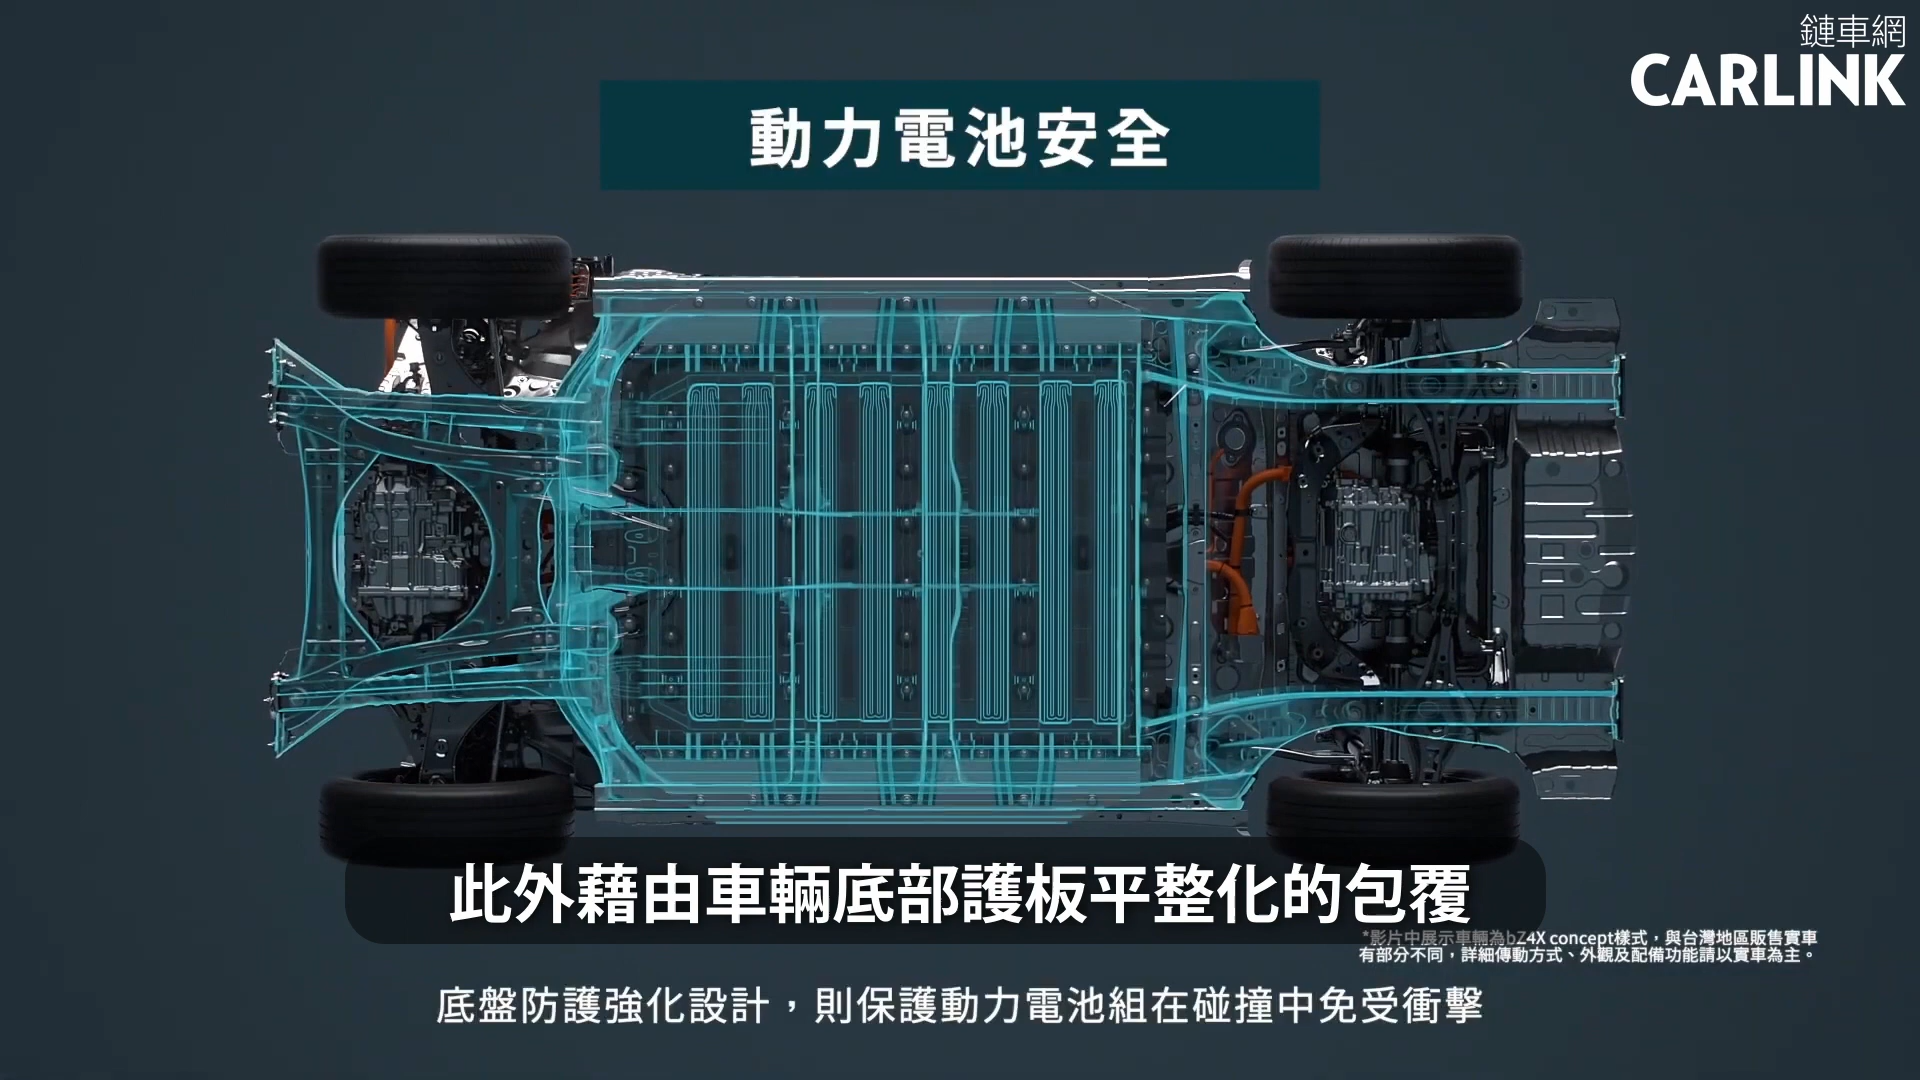 鏈車網
CARLINK
動力電池安全
此外藉由車輛底部護板平整化的包覆
*影片中展示車輛為bZ4X concept樣式，與台灣地區販售實車
有部分不同，詳細傳動方式、外觀及配備功能請以實車為主。
底盤防護強化設計，則保護動力電池組在碰撞中免受衝擊